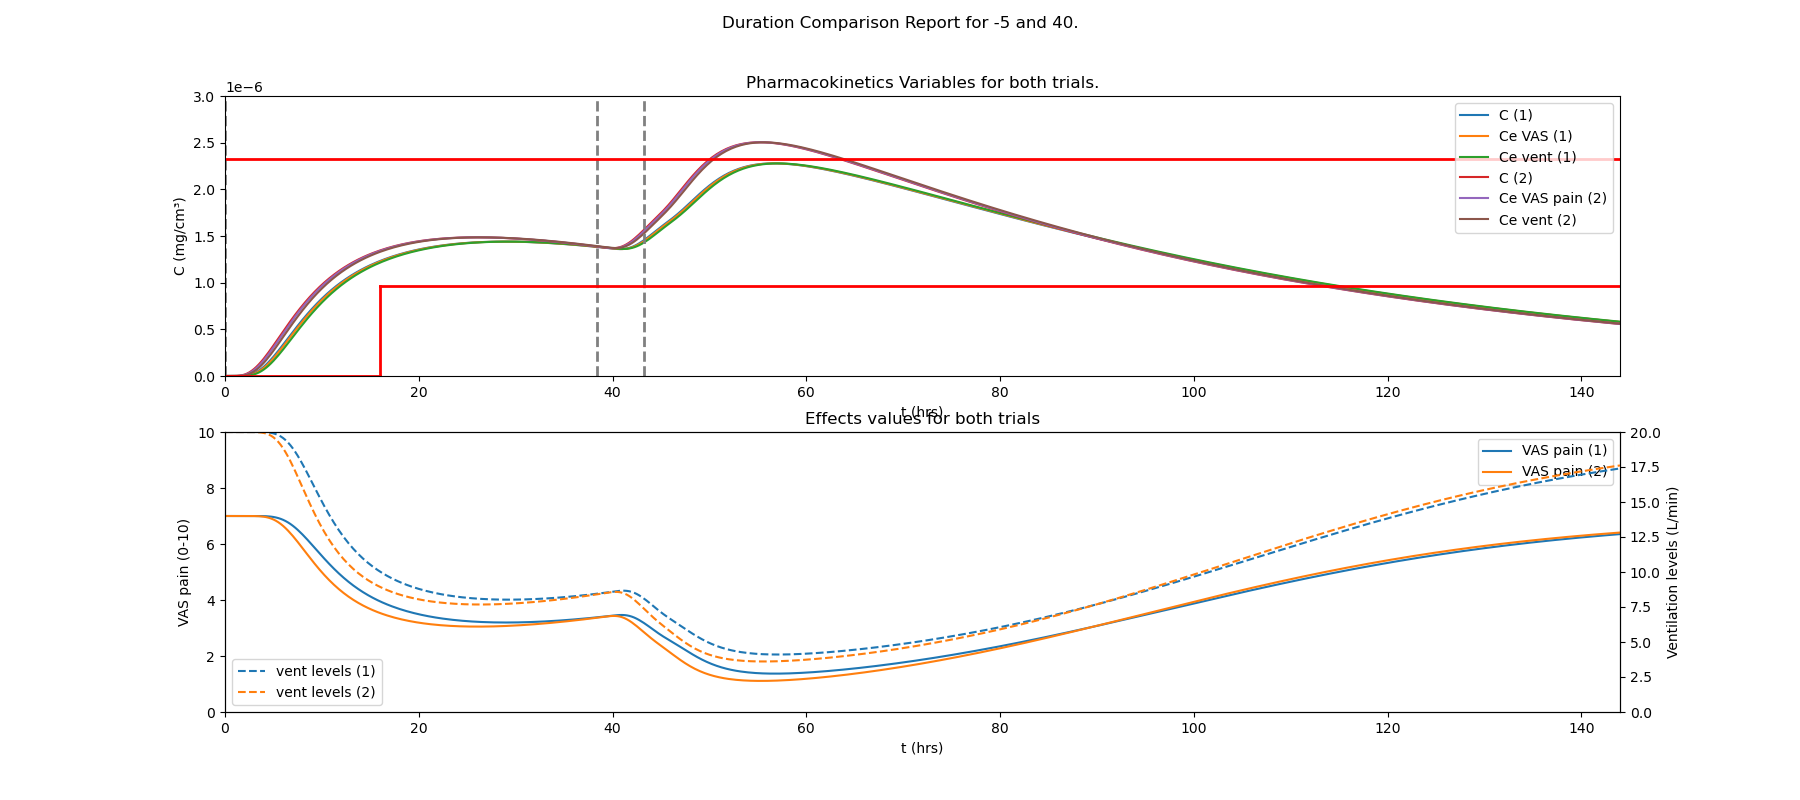 Duration Comparison Report for -5 and 40.
Pharmacokinetics Variables for both trials.
1e−6
3.0
2.5
2.0
1.5
1.0
0.5
0.0
C (mg/cm³)
C (1)
Ce VAS (1)
Ce vent (1)
C (2)
Ce VAS pain (2)
Ce vent (2)
0 20 40 60 80 100 120 140
t (hrs)
Effects values for both trials
10
8
6
4
2
0
VAS pain (0-10)
VAS pain (1)
VAS pain (2)
vent levels (1)
vent levels (2)
20.0
17.5
15.0
12.5
10.0
7.5
5.0
2.5
0.0
Ventilation levels (L/min)
0 20 40 60 80 100 120 140
t (hrs)